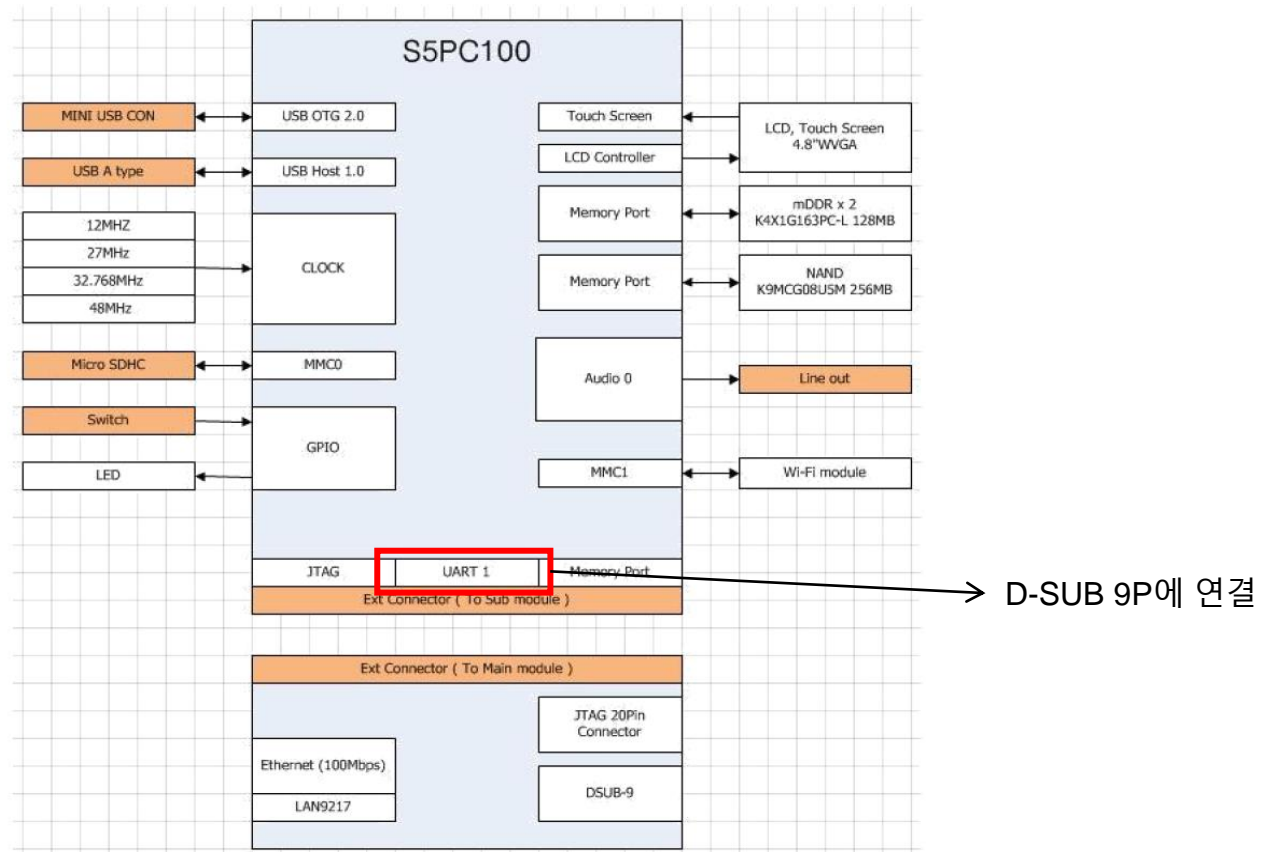 S5PC100
MINI USB CON
USB OTG 2.0
Touch Screen
LCD, Touch Screen
4.8"WVGA
USB A type
USB Host 1.0
LCD Controller
12MHZ
27MHz
32.768MHz
48MHz
CLOCK
Memory Port
mDDR x 2
K4X1G163PC-L 128MB
Memory Port
NAND
K9MCG08U5M 256MB
Micro SDHC
MMC0
Audio 0
Line out
Switch
GPIO
LED
MMC1
Wi-Fi module
JTAG
UART 1
Memory Port
Ext Connector ( To Sub module )
D-SUB 9P에 연결
Ext Connector ( To Main module )
JTAG 20Pin
Connector
Ethernet (100Mbps)
LAN9217
DSUB-9